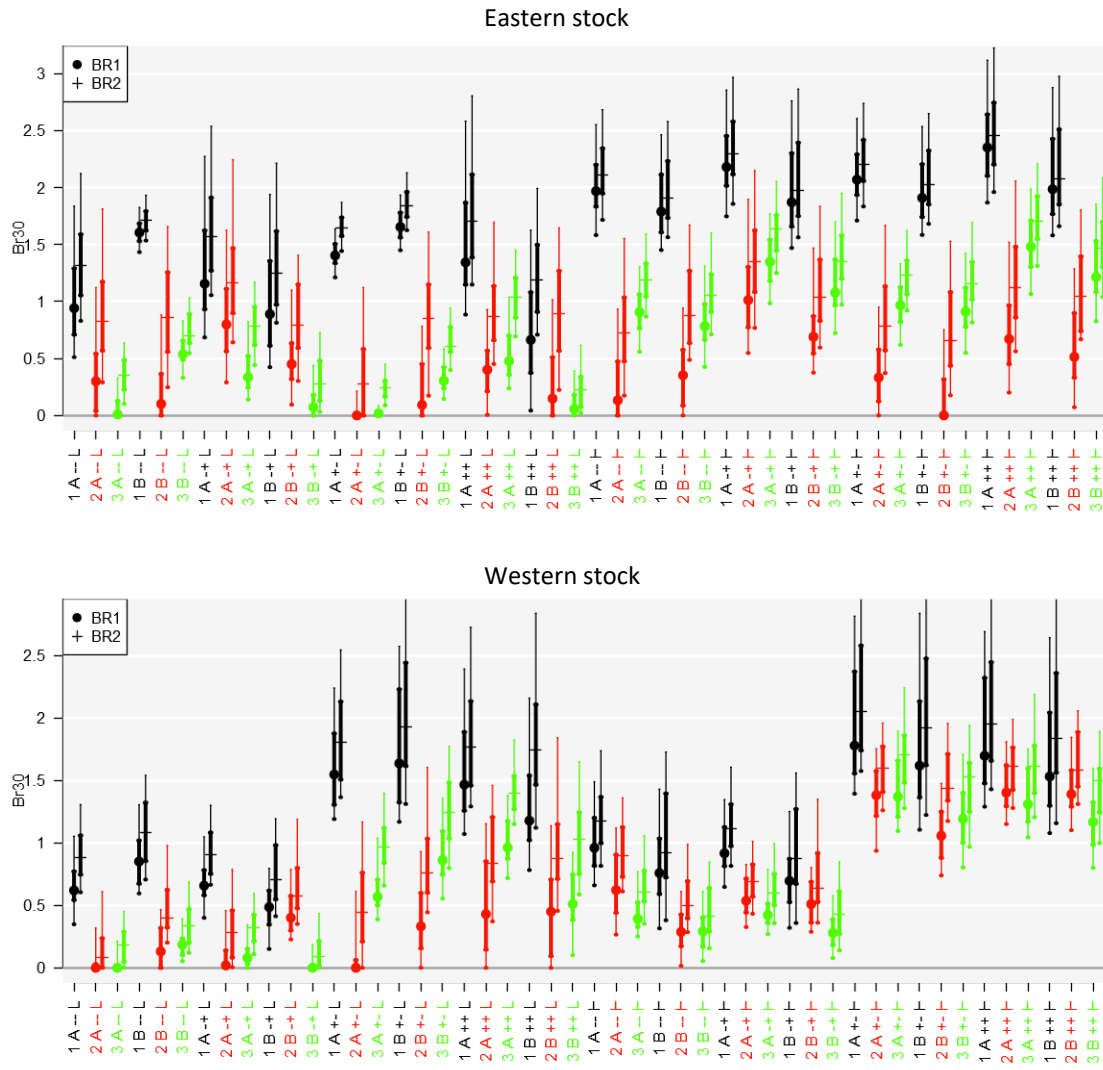 Eastern stock
BR1
BR2
Br30
3
2.5
2
1.5
1
0.5
0
1 A -- L
2 A -- L
3 A -- L
1 B -- L
2 B -- L
3 B -- L
1 A -+ L
2 A -+ L
3 A -+ L
1 B -+ L
2 B -+ L
3 B -+ L
1 A +- L
2 A +- L
3 A +- L
1 B +- L
2 B +- L
3 B +- L
1 A ++ L
2 A ++ L
3 A ++ L
1 B ++ L
2 B ++ L
3 B ++ L
1 A -- H
2 A -- H
3 A -- H
1 B -- H
2 B -- H
3 B -- H
1 A -+ H
2 A -+ H
3 A -+ H
1 B -+ H
2 B -+ H
3 B -+ H
1 A +- H
2 A +- H
3 A +- H
1 B +- H
2 B +- H
3 B +- H
1 A ++ H
2 A ++ H
3 A ++ H
1 B ++ H
2 B ++ H
3 B ++ H
Western stock
BR1
BR2
Br30
2.5
2
1.5
1
0.5
0
1 A -- L
2 A -- L
3 A -- L
1 B -- L
2 B -- L
3 B -- L
1 A -+ L
2 A -+ L
3 A -+ L
1 B -+ L
2 B -+ L
3 B -+ L
1 A +- L
2 A +- L
3 A +- L
1 B +- L
2 B +- L
3 B +- L
1 A ++ L
2 A ++ L
3 A ++ L
1 B ++ L
2 B ++ L
3 B ++ L
1 A -- H
2 A -- H
3 A -- H
1 B -- H
2 B -- H
3 B -- H
1 A -+ H
2 A -+ H
3 A -+ H
1 B -+ H
2 B -+ H
3 B -+ H
1 A +- H
2 A +- H
3 A +- H
1 B +- H
2 B +- H
3 B +- H
1 A ++ H
2 A ++ H
3 A ++ H
1 B ++ H
2 B ++ H
3 B ++ H